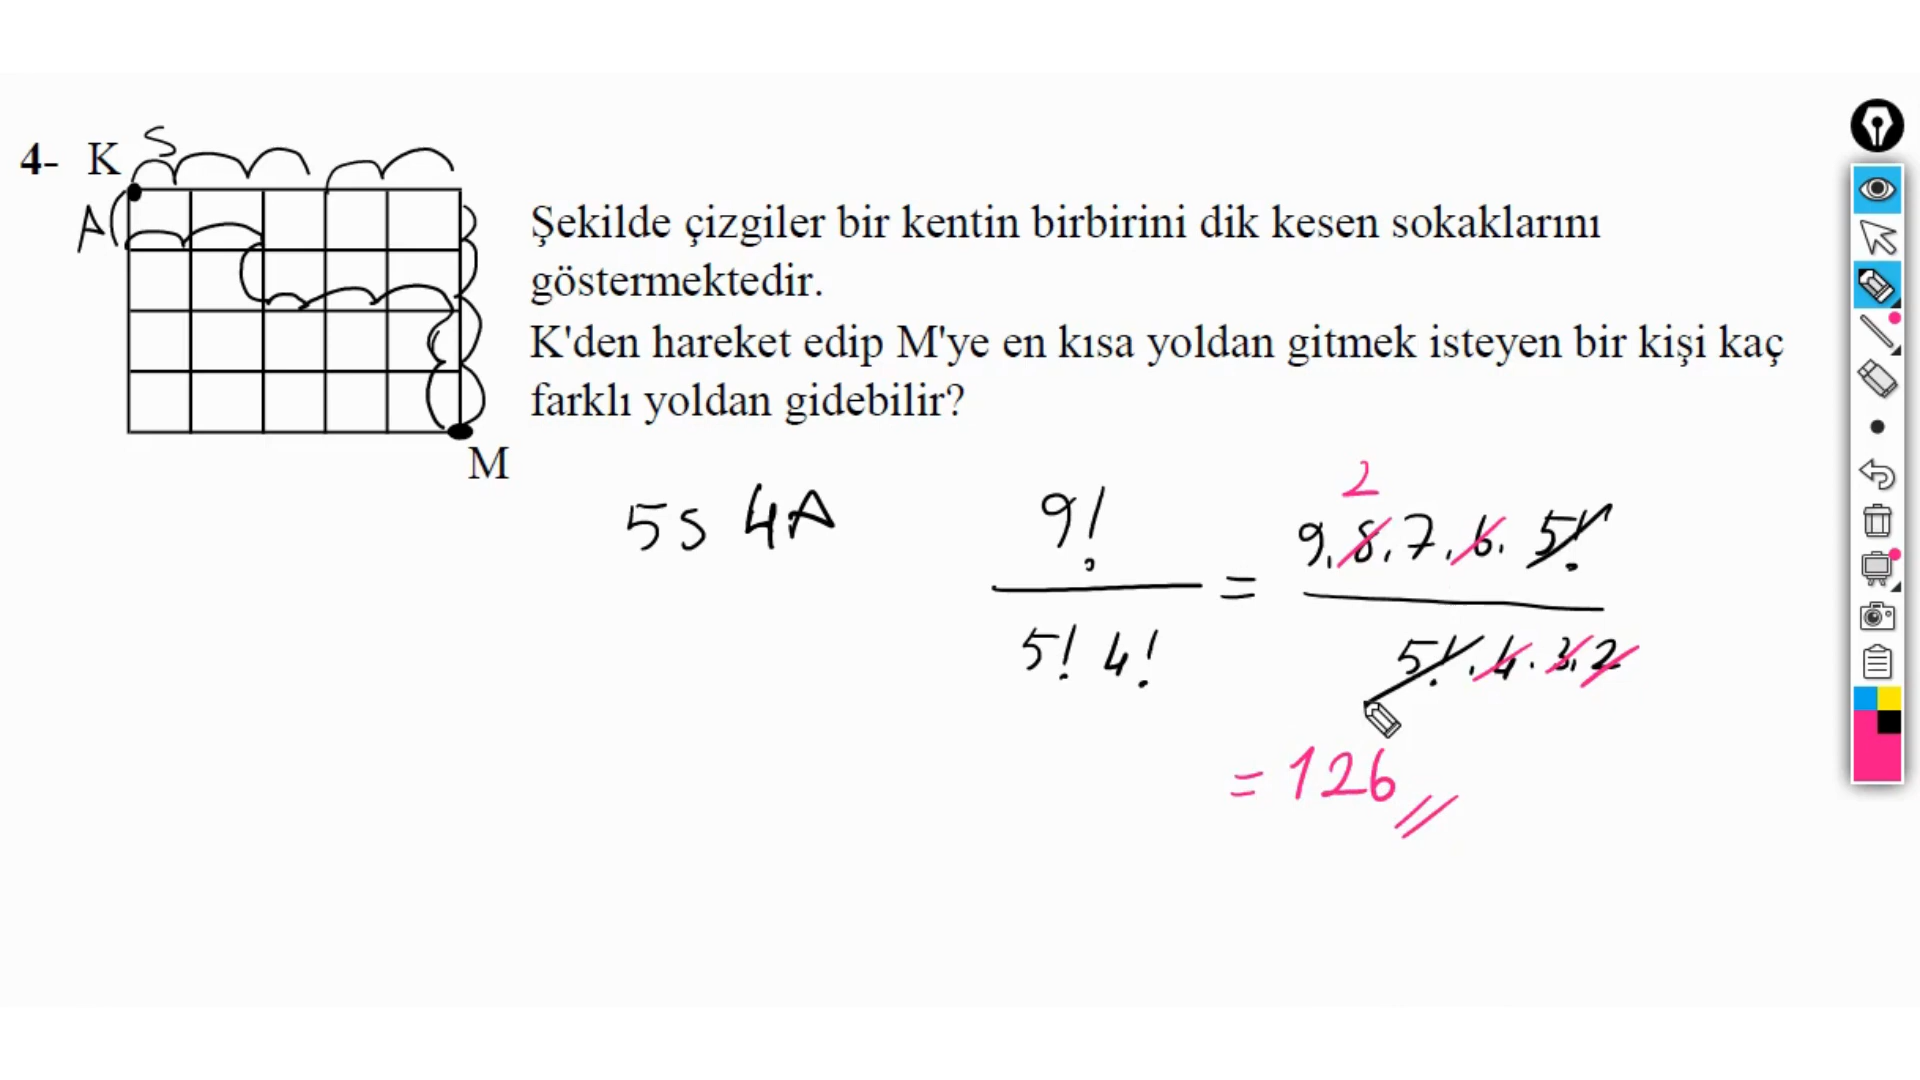 4- K S
A
Şekilde çizgiler bir kentin birbirini dik kesen sokaklarını
göstermektedir.
K'den hareket edip M'ye en kısa yoldan gitmek isteyen bir kişi kaç
farklı yoldan gidebilir?
M
5S 4A
9!
5! 4!
=
2
9.8.7.6.5!
5!.4.3.2
= 126